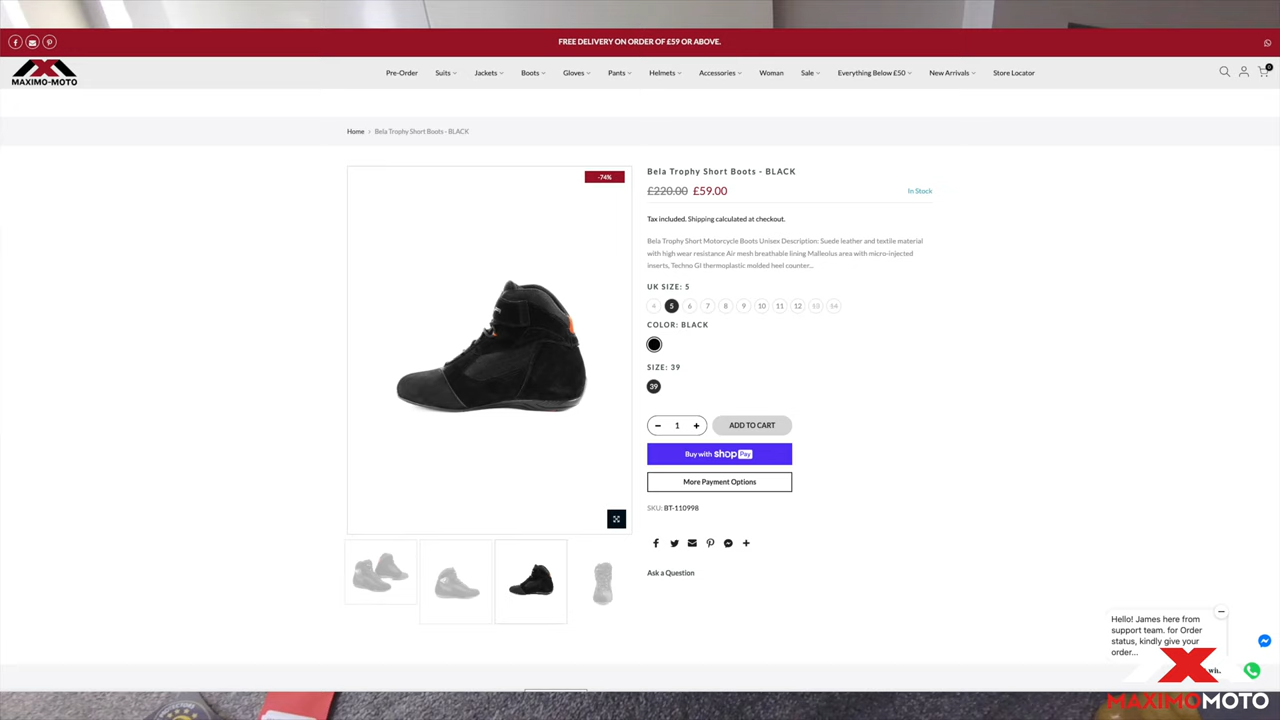 FREE DELIVERY ON ORDER OF £59 OR ABOVE.
MAXIMO-MOTO
Pre-Order
Suits
Jackets
Boots
Gloves
Pants
Helmets
Accessories
Woman
Sale
Everything Below £50
New Arrivals
Store Locator
0
Home > Bela Trophy Short Boots - BLACK
-74%
Bela Trophy Short Boots - BLACK
£220.00 £59.00
In Stock
Tax included. Shipping calculated at checkout.
Bela Trophy Short Motorcycle Boots Unisex Description: Suede leather and textile material
with high wear resistance Air mesh breathable lining Malleolus area with micro-injected
inserts, Techno GI thermoplastic molded heel counter...
UK SIZE: 5
4 5 6 7 8 9 10 11 12 13 14
COLOR: BLACK
SIZE: 39
39
− 1 +
ADD TO CART
Buy with shop Pay
More Payment Options
SKU: BT-110998
Ask a Question
Hello! James here from
support team. for Order
status, kindly give your
order...
MAXIMOMOTO